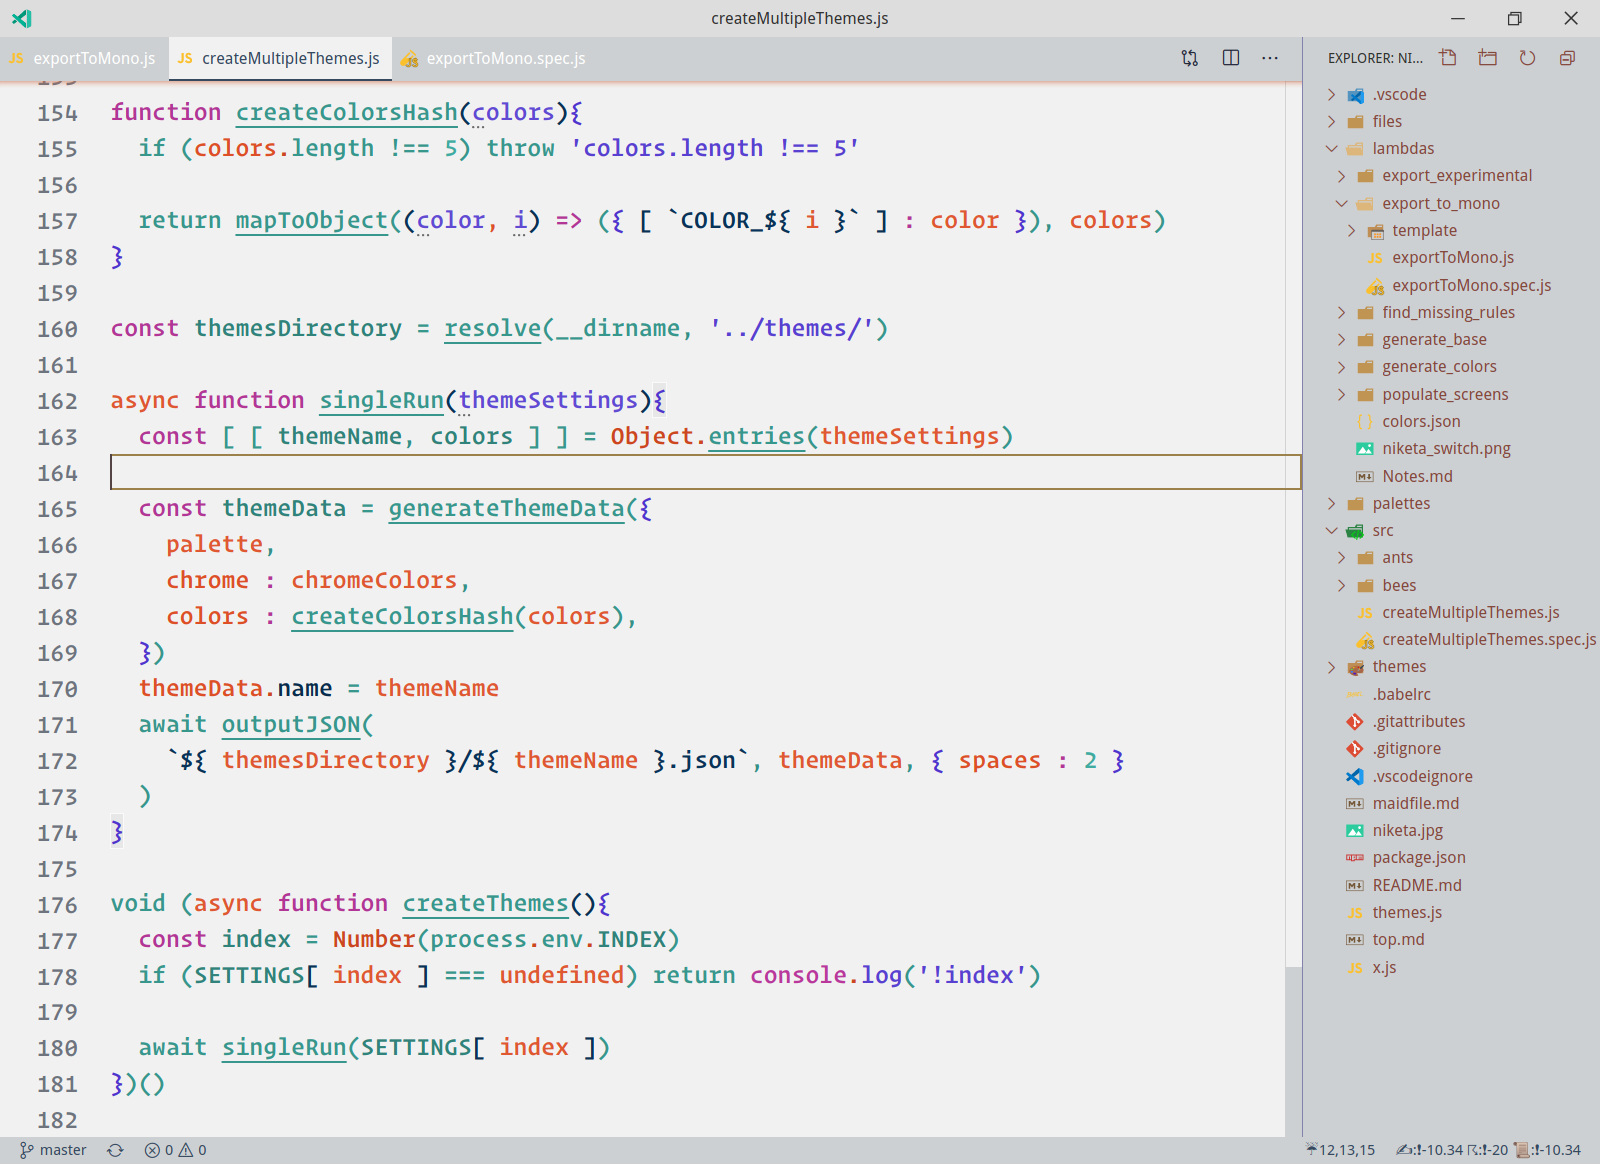 createMultipleThemes.js
JS exportToMono.js
JS createMultipleThemes.js
JS exportToMono.spec.js
154 function createColorsHash(colors){
155 if (colors.length !== 5) throw 'colors.length !== 5'
156
157 return mapToObject((color, i) => ({ [ `COLOR_${ i }` ] : color }), colors)
158 }
159
160 const themesDirectory = resolve(__dirname, '../themes/')
161
162 async function singleRun(themeSettings){
163 const [ [ themeName, colors ] ] = Object.entries(themeSettings)
164
165 const themeData = generateThemeData({
166 palette,
167 chrome : chromeColors,
168 colors : createColorsHash(colors),
169 })
170 themeData.name = themeName
171 await outputJSON(
172 `${ themesDirectory }/${ themeName }.json`, themeData, { spaces : 2 }
173 )
174 }
175
176 void (async function createThemes(){
177 const index = Number(process.env.INDEX)
178 if (SETTINGS[ index ] === undefined) return console.log('!index')
179
180 await singleRun(SETTINGS[ index ])
181 })()
182
EXPLORER: NI...
.vscode
files
lambdas
export_experimental
export_to_mono
template
JS exportToMono.js
JS exportToMono.spec.js
find_missing_rules
generate_base
generate_colors
populate_screens
{ } colors.json
niketa_switch.png
M↓ Notes.md
palettes
src
ants
bees
JS createMultipleThemes.js
JS createMultipleThemes.spec.js
themes
.babelrc
.gitattributes
.gitignore
.vscodeignore
M↓ maidfile.md
niketa.jpg
package.json
M↓ README.md
JS themes.js
M↓ top.md
JS x.js
master 0 0
☔12,13,15 ✍:!-10.34 ☈:!-20 📜:!-10.34